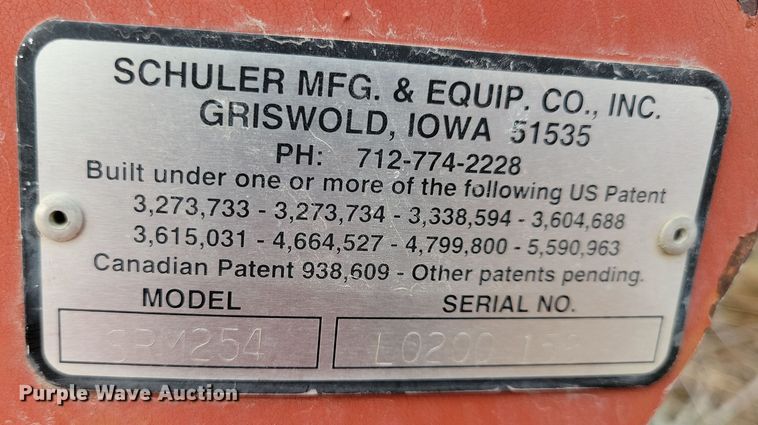 SCHULER MFG. & EQUIP. CO., INC.
GRISWOLD, IOWA 51535
PH: 712-774-2228
Built under one or more of the following US Patent
3,273,733 - 3,273,734 - 3,338,594 - 3,604,688
3,615,031 - 4,664,527 - 4,799,800 - 5,590,963
Canadian Patent 938,609 - Other patents pending.
MODEL SERIAL NO.
L0200
Purple Wave Auction